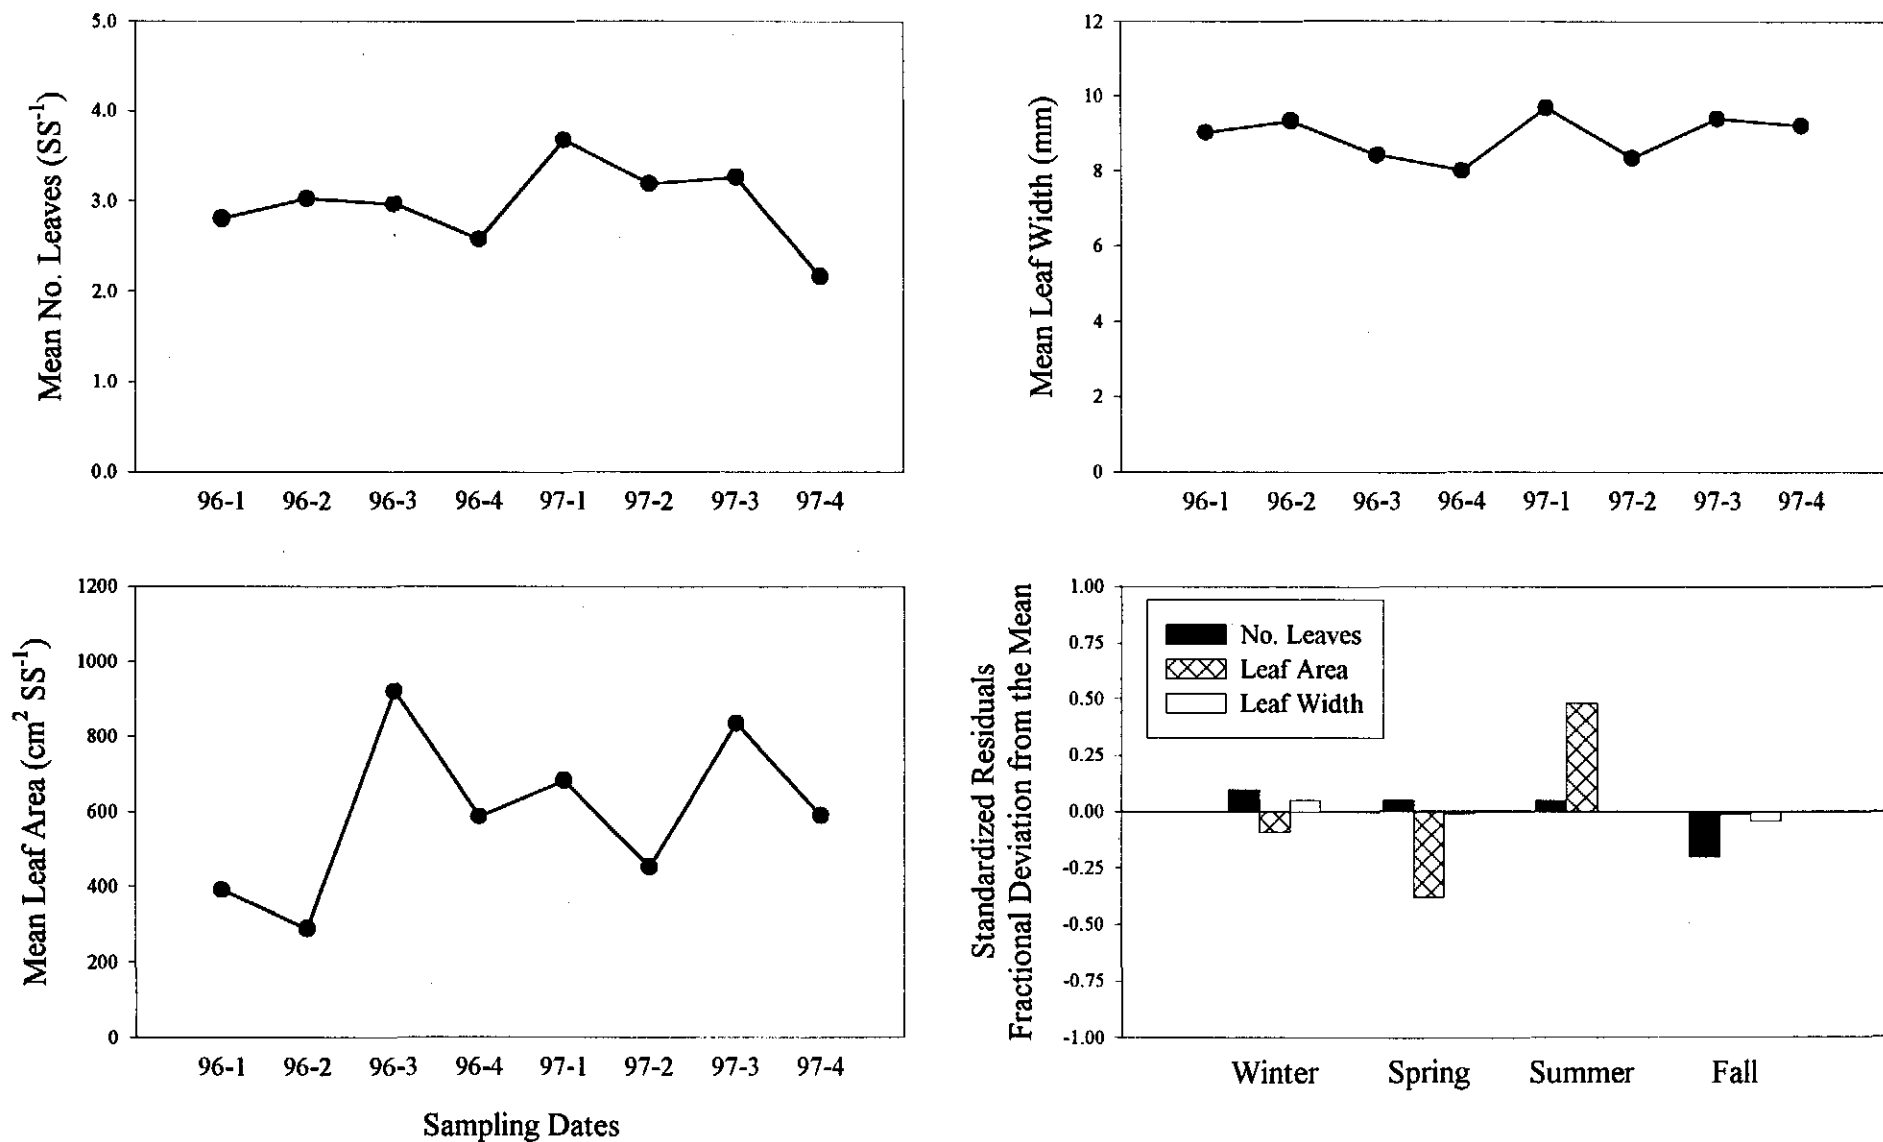 Mean No. Leaves (SS⁻¹)
5.0
4.0
3.0
2.0
1.0
0.0
96-1 96-2 96-3 96-4 97-1 97-2 97-3 97-4
Mean Leaf Width (mm)
12
10
8
6
4
2
0
96-1 96-2 96-3 96-4 97-1 97-2 97-3 97-4
Mean Leaf Area (cm² SS⁻¹)
1200
1000
800
600
400
200
0
96-1 96-2 96-3 96-4 97-1 97-2 97-3 97-4
Sampling Dates
Standardized Residuals
Fractional Deviation from the Mean
1.00
0.75
0.50
0.25
0.00
-0.25
-0.50
-0.75
-1.00
No. Leaves
Leaf Area
Leaf Width
Winter Spring Summer Fall